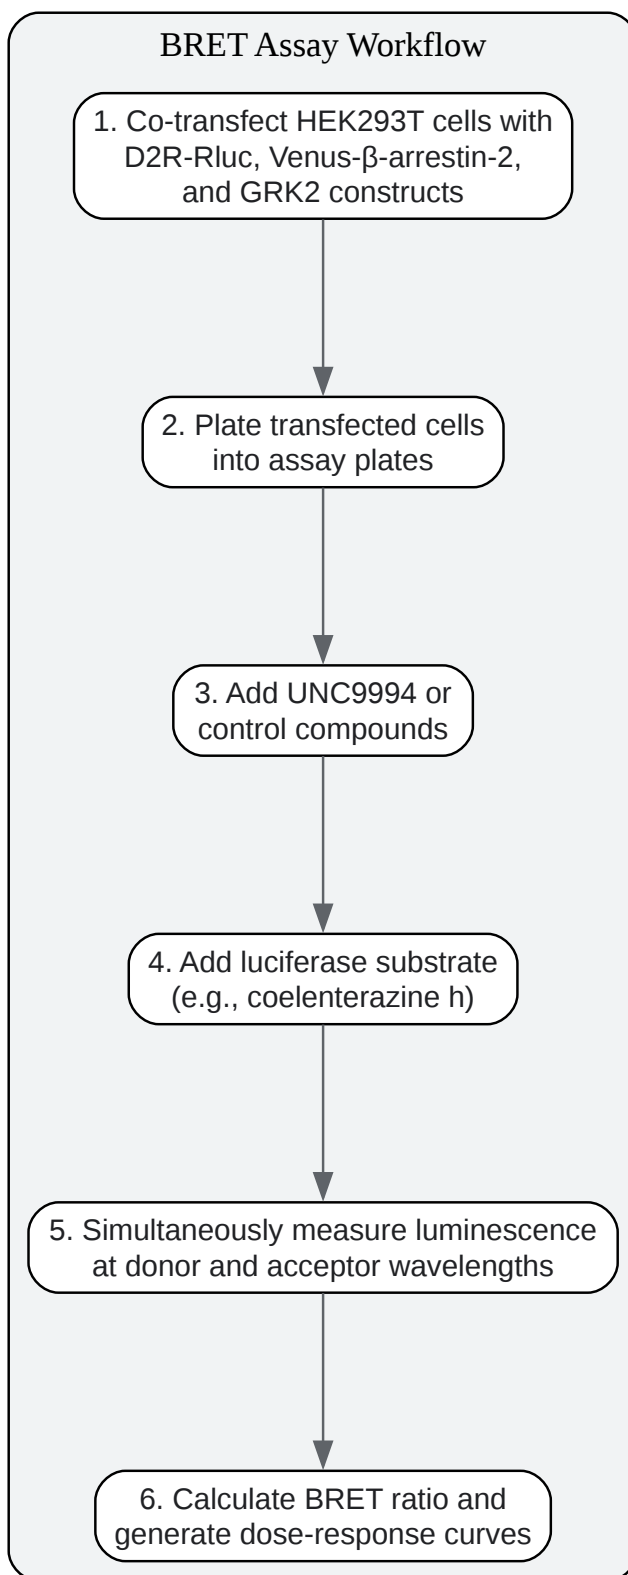 BRET Assay Workflow
1. Co-transfect HEK293T cells with
D2R-Rluc, Venus-β-arrestin-2,
and GRK2 constructs
2. Plate transfected cells
into assay plates
3. Add UNC9994 or
control compounds
4. Add luciferase substrate
(e.g., coelenterazine h)
5. Simultaneously measure luminescence
at donor and acceptor wavelengths
6. Calculate BRET ratio and
generate dose-response curves